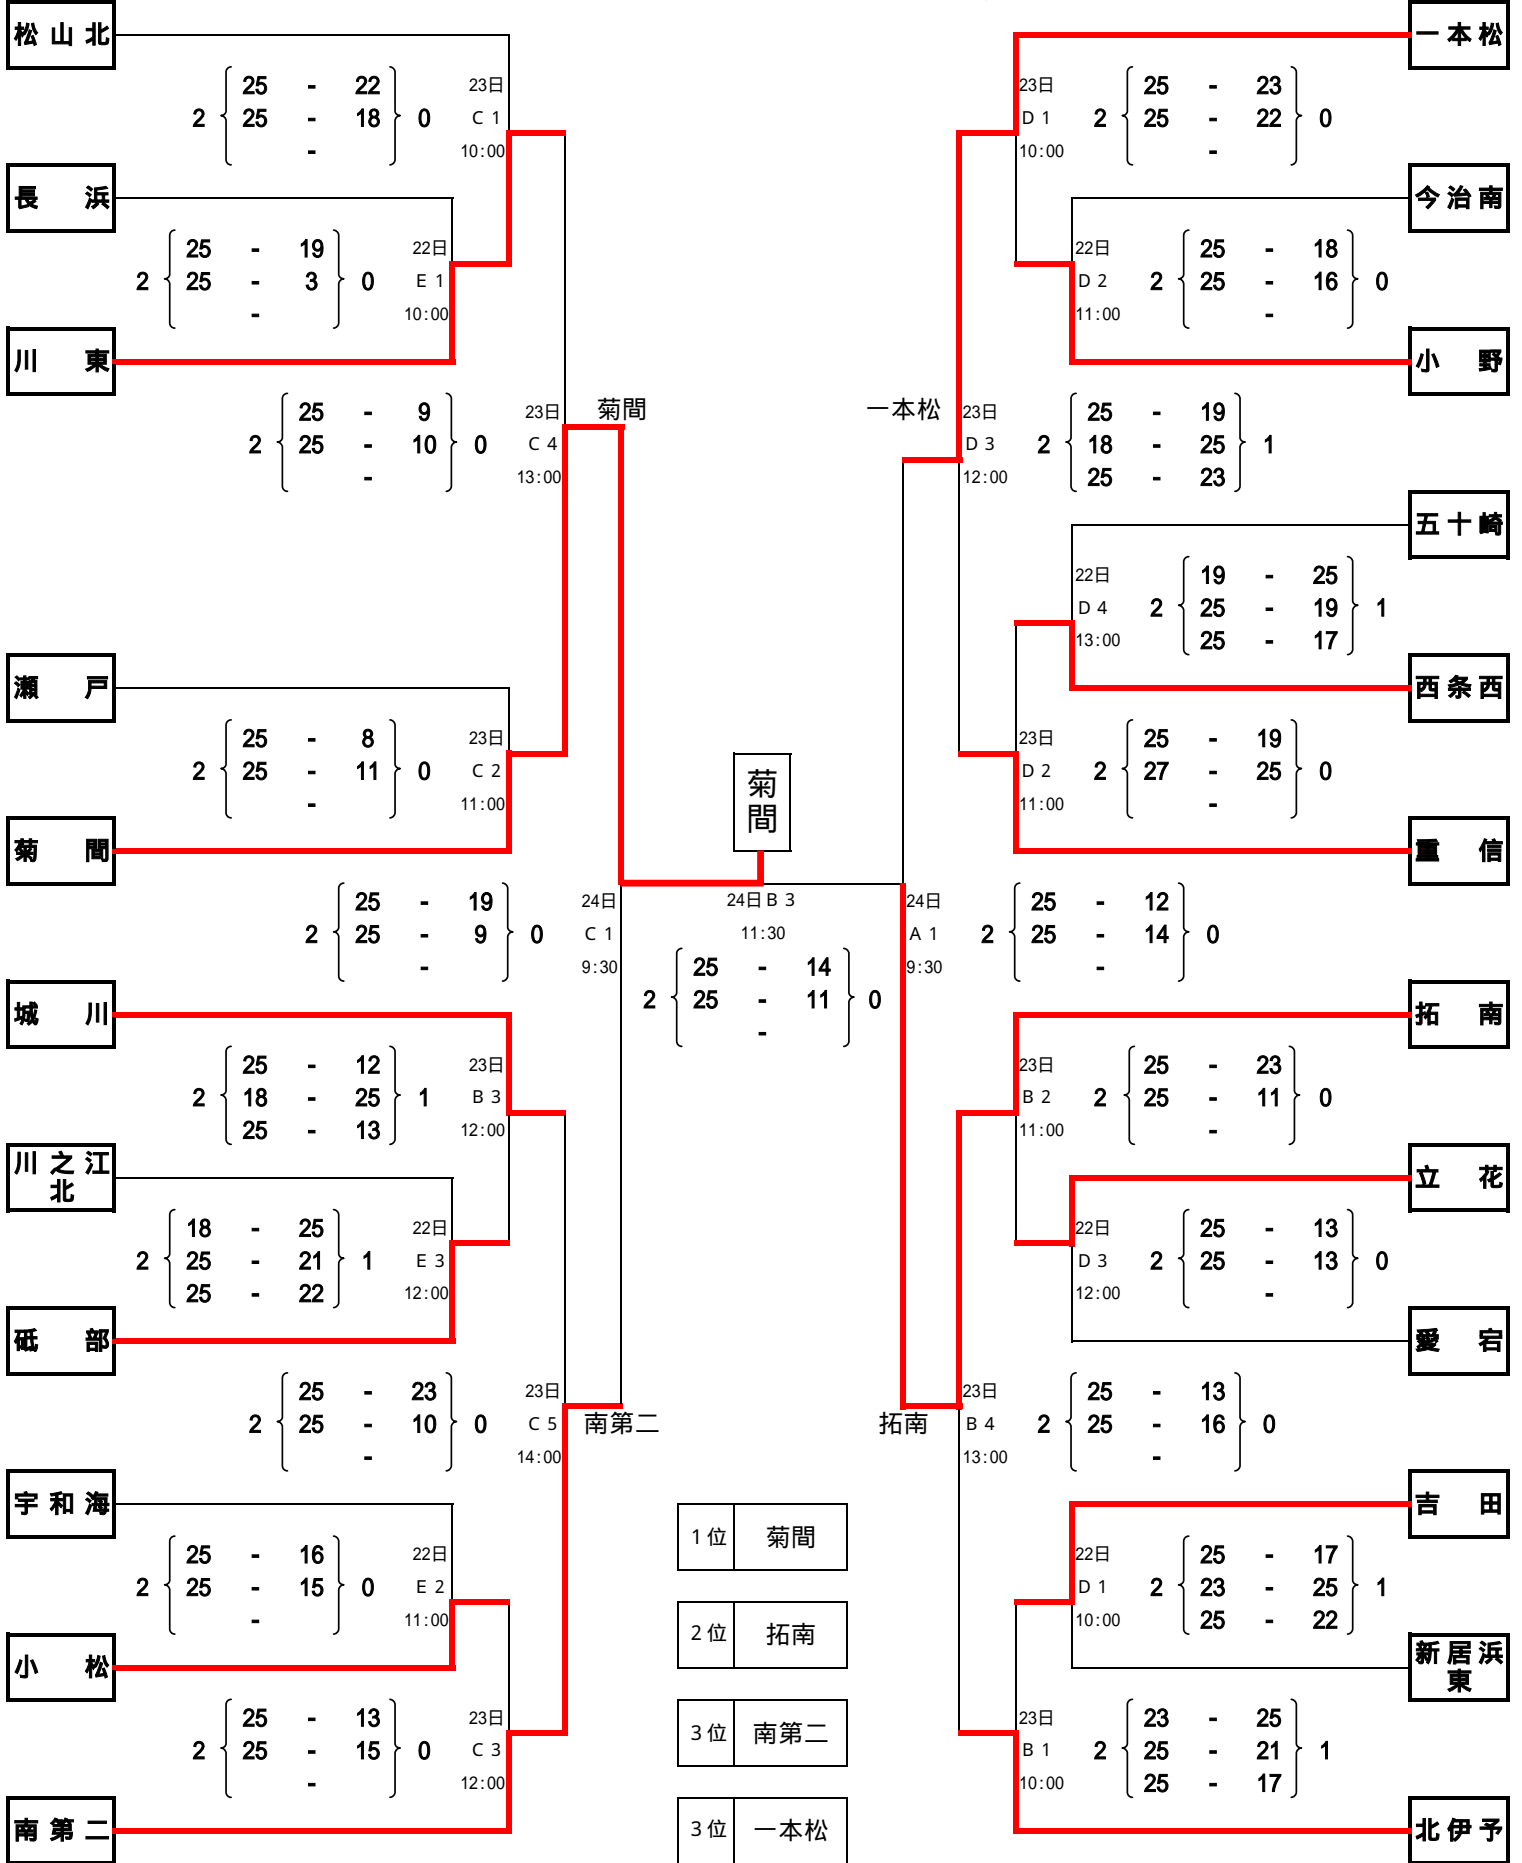 松山北
25 - 22
2 25 - 18 0
-
23日
C 1
10:00
長 浜
25 - 19
2 25 - 3 0
-
22日
E 1
10:00
川 東
25 - 9
2 25 - 10 0
-
23日
C 4
13:00
菊間
瀬 戸
25 - 8
2 25 - 11 0
-
23日
C 2
11:00
菊 間
25 - 19
2 25 - 9 0
-
24日
C 1
9:30
城 川
25 - 12
2 18 - 25 1
25 - 13
23日
B 3
12:00
川之江
北
18 - 25
2 25 - 21 1
25 - 22
22日
E 3
12:00
砥 部
25 - 23
2 25 - 10 0
-
23日
C 5
14:00
南第二
宇和海
25 - 16
2 25 - 15 0
-
22日
E 2
11:00
小 松
25 - 13
2 25 - 15 0
-
23日
C 3
12:00
南第二
菊
間
24日 B 3
11:30
25 - 14
2 25 - 11 0
-
1位 菊間
2位 拓南
3位 南第二
3位 一本松
一本松
23日
D 1
10:00
25 - 23
2 25 - 22 0
-
今治南
22日
D 2
11:00
25 - 18
2 25 - 16 0
-
小 野
一本松
23日
D 3
12:00
25 - 19
2 18 - 25 1
25 - 23
五十崎
22日
D 4
13:00
19 - 25
2 25 - 19 1
25 - 17
西条西
23日
D 2
11:00
25 - 19
2 27 - 25 0
-
重 信
24日
A 1
9:30
25 - 12
2 25 - 14 0
-
拓 南
23日
B 2
11:00
25 - 23
2 25 - 11 0
-
立 花
22日
D 3
12:00
25 - 13
2 25 - 13 0
-
愛 宕
拓南
23日
B 4
13:00
25 - 13
2 25 - 16 0
-
吉 田
22日
D 1
10:00
25 - 17
2 23 - 25 1
25 - 22
新居浜
東
23日
B 1
10:00
23 - 25
2 25 - 21 1
25 - 17
北伊予